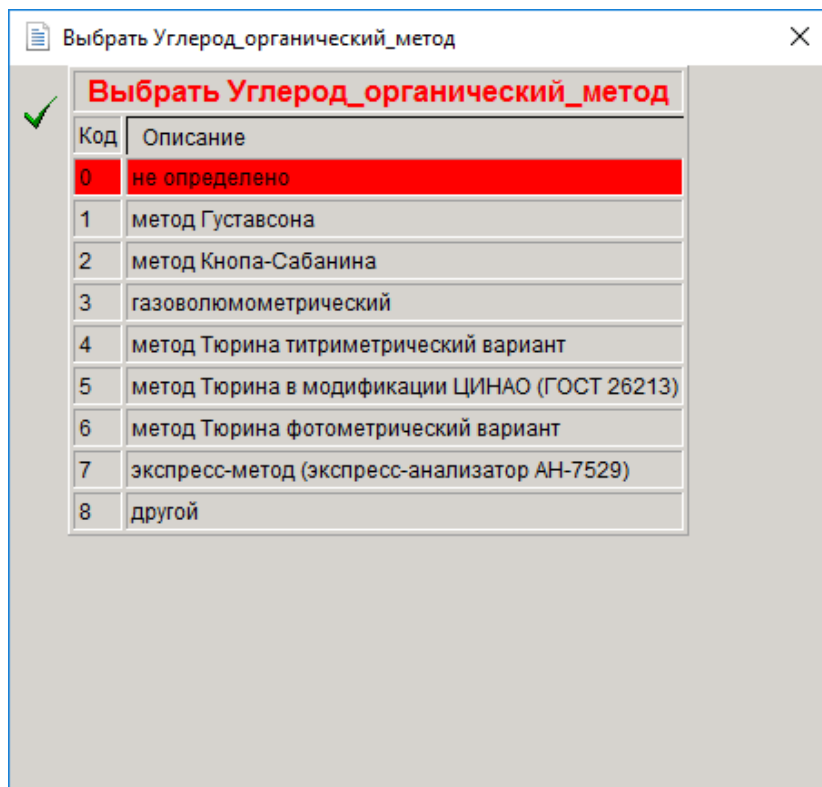 Выбрать Углерод_органический_метод
Выбрать Углерод_органический_метод
Код Описание
0 не определено
1 метод Густавсона
2 метод Кнопа-Сабанина
3 газоволюмометрический
4 метод Тюрина титриметрический вариант
5 метод Тюрина в модификации ЦИНАО (ГОСТ 26213)
6 метод Тюрина фотометрический вариант
7 экспресс-метод (экспресс-анализатор АН-7529)
8 другой